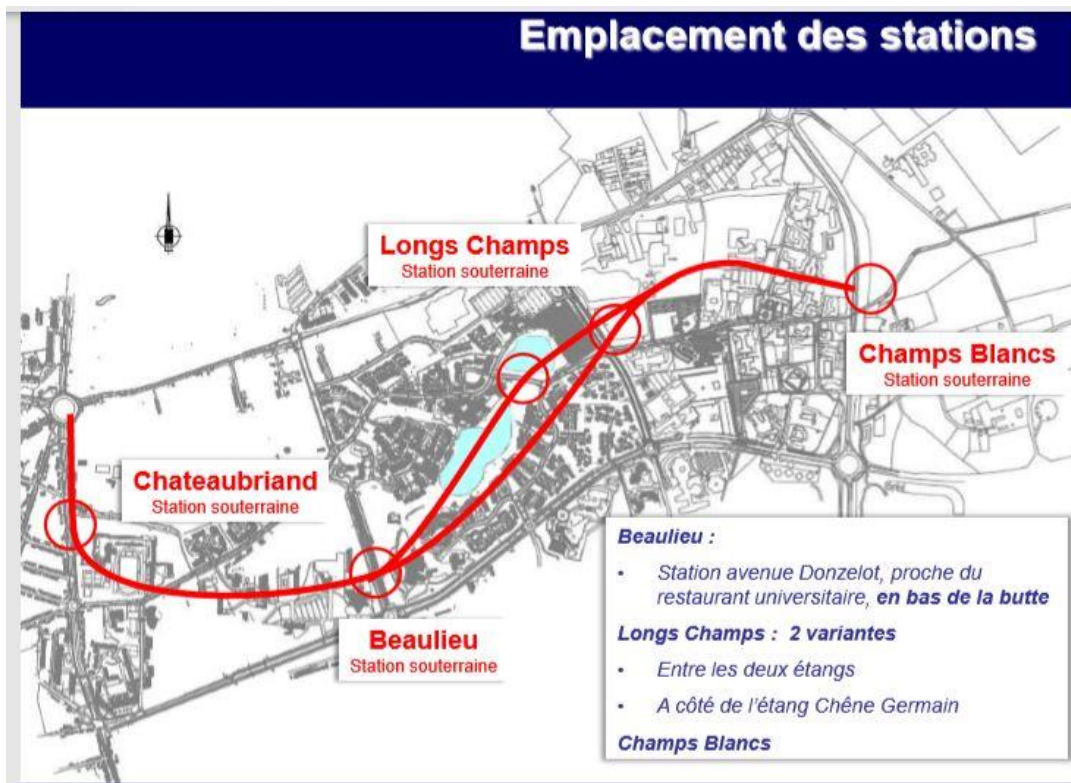 Emplacement des stations
Longs Champs
Station souterraine
Champs Blancs
Station souterraine
Chateaubriand
Station souterraine
Beaulieu
Station souterraine
Beaulieu :
• Station avenue Donzelot, proche du
restaurant universitaire, en bas de la butte
Longs Champs : 2 variantes
• Entre les deux étangs
• A côté de l'étang Chêne Germain
Champs Blancs